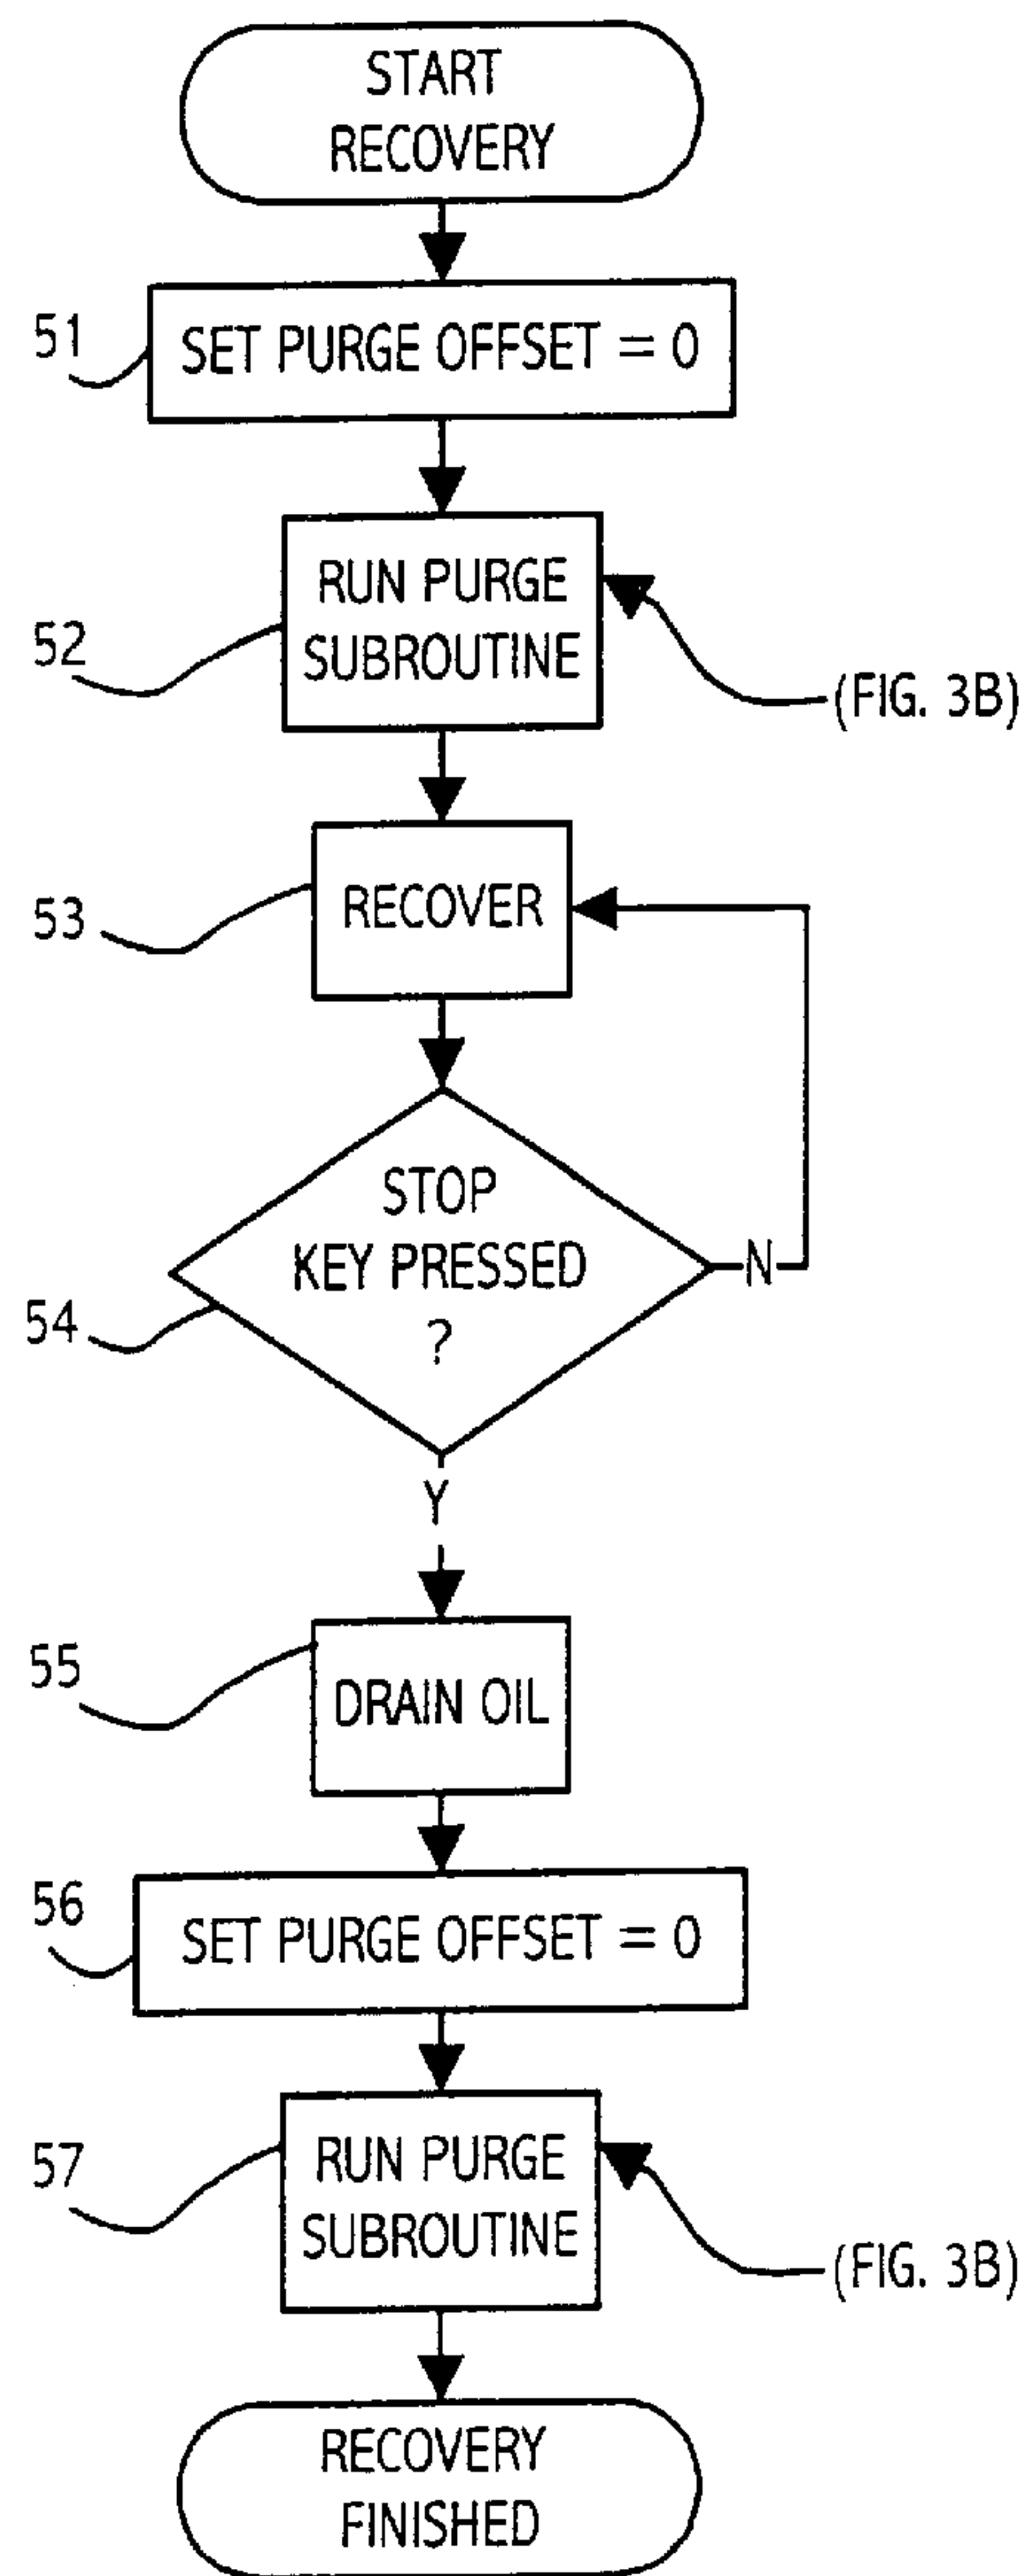 START
RECOVERY
51
SET PURGE OFFSET = 0
RUN PURGE
SUBROUTINE
52
(FIG. 3B)
RECOVER
53
STOP
KEY PRESSED
?
N
54
Y
55
DRAIN OIL
56
SET PURGE OFFSET = 0
57
RUN PURGE
SUBROUTINE
(FIG. 3B)
RECOVERY
FINISHED